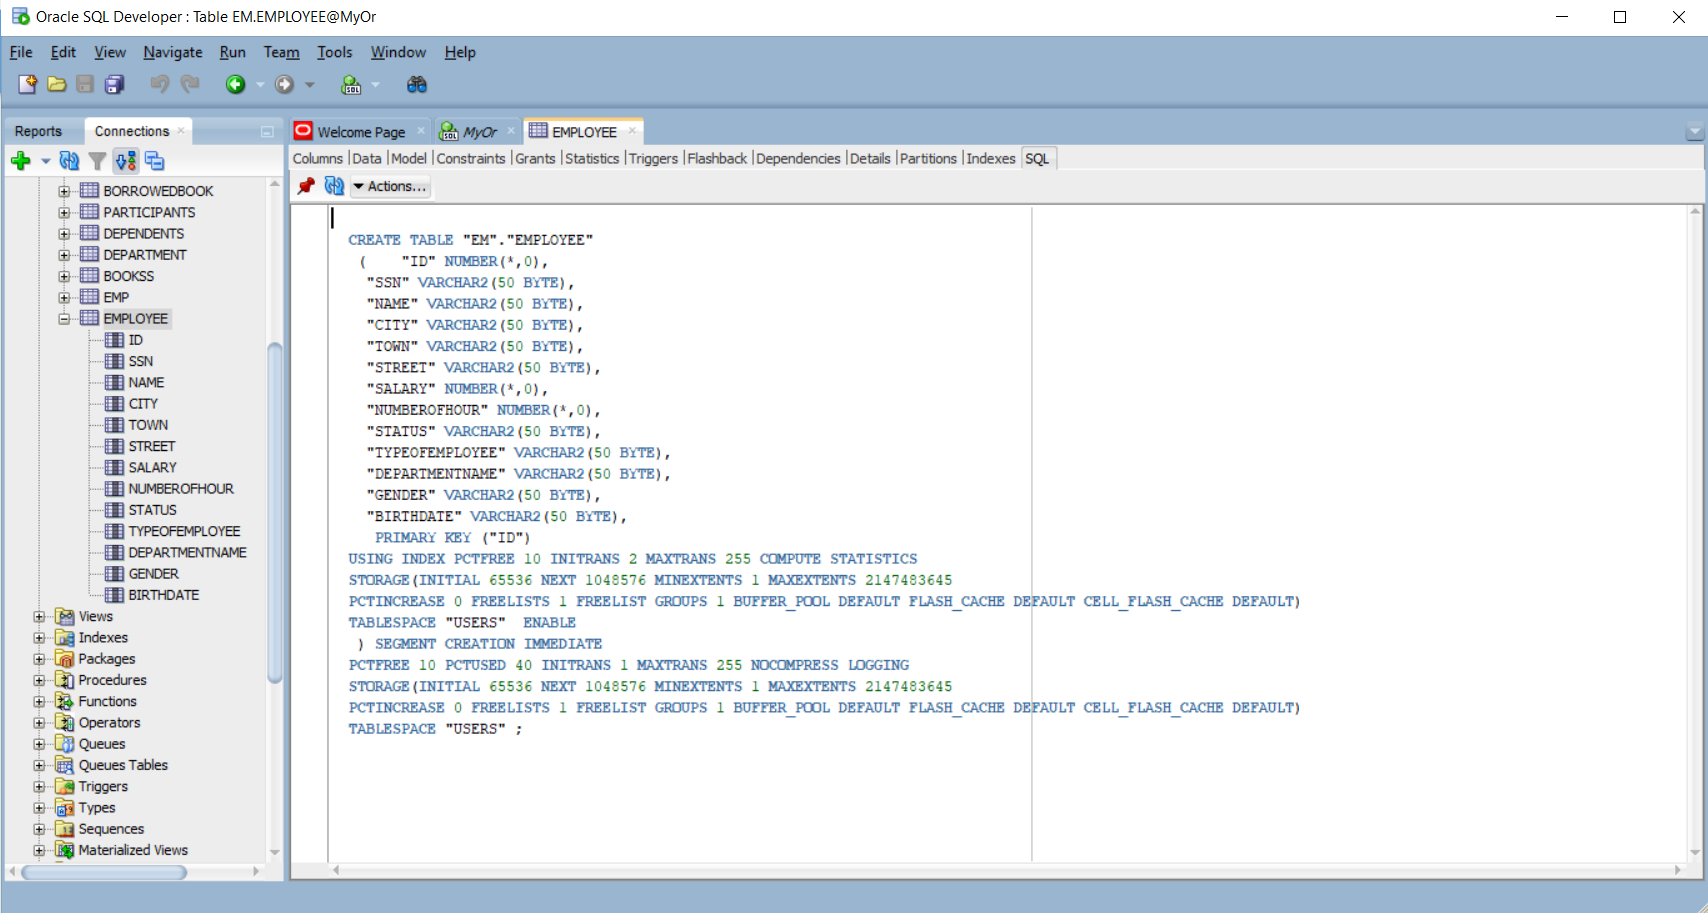 Oracle SQL Developer : Table EM.EMPLOYEE@MyOr
File Edit View Navigate Run Team Tools Window Help
Reports Connections
Welcome Page MyOr EMPLOYEE
Columns Data Model Constraints Grants Statistics Triggers Flashback Dependencies Details Partitions Indexes SQL
Actions...
BORROWEDBOOK
PARTICIPANTS
DEPENDENTS
DEPARTMENT
BOOKSS
EMP
EMPLOYEE
ID
SSN
NAME
CITY
TOWN
STREET
SALARY
NUMBEROFHOUR
STATUS
TYPEOFEMPLOYEE
DEPARTMENTNAME
GENDER
BIRTHDATE
Views
Indexes
Packages
Procedures
Functions
Operators
Queues
Queues Tables
Triggers
Types
Sequences
Materialized Views
CREATE TABLE "EM"."EMPLOYEE"
( "ID" NUMBER(*,0),
"SSN" VARCHAR2(50 BYTE),
"NAME" VARCHAR2(50 BYTE),
"CITY" VARCHAR2(50 BYTE),
"TOWN" VARCHAR2(50 BYTE),
"STREET" VARCHAR2(50 BYTE),
"SALARY" NUMBER(*,0),
"NUMBEROFHOUR" NUMBER(*,0),
"STATUS" VARCHAR2(50 BYTE),
"TYPEOFEMPLOYEE" VARCHAR2(50 BYTE),
"DEPARTMENTNAME" VARCHAR2(50 BYTE),
"GENDER" VARCHAR2(50 BYTE),
"BIRTHDATE" VARCHAR2(50 BYTE),
PRIMARY KEY ("ID")
USING INDEX PCTFREE 10 INITRANS 2 MAXTRANS 255 COMPUTE STATISTICS
STORAGE(INITIAL 65536 NEXT 1048576 MINEXTENTS 1 MAXEXTENTS 2147483645
PCTINCREASE 0 FREELISTS 1 FREELIST GROUPS 1 BUFFER_POOL DEFAULT FLASH_CACHE DEFAULT CELL_FLASH_CACHE DEFAULT)
TABLESPACE "USERS" ENABLE
) SEGMENT CREATION IMMEDIATE
PCTFREE 10 PCTUSED 40 INITRANS 1 MAXTRANS 255 NOCOMPRESS LOGGING
STORAGE(INITIAL 65536 NEXT 1048576 MINEXTENTS 1 MAXEXTENTS 2147483645
PCTINCREASE 0 FREELISTS 1 FREELIST GROUPS 1 BUFFER_POOL DEFAULT FLASH_CACHE DEFAULT CELL_FLASH_CACHE DEFAULT)
TABLESPACE "USERS" ;